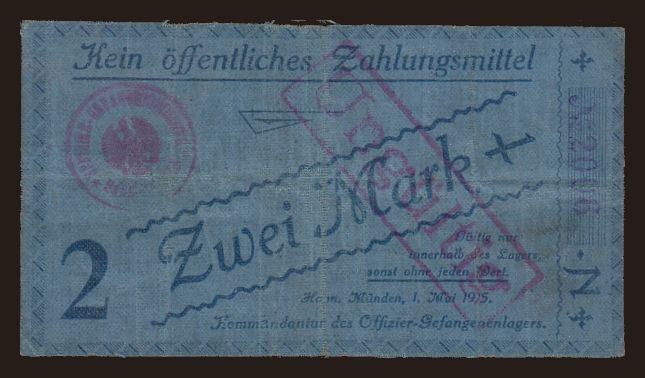 Kein öffentliches Zahlungsmittel
Ungültig
Zwei Mark
2
Gültig nur
innerhalb des Lagers,
sonst ohne jeden Wert.
Hann. Münden, 1. Mai 1915.
Kommandantur des Offizier-Gefangenenlagers.
N